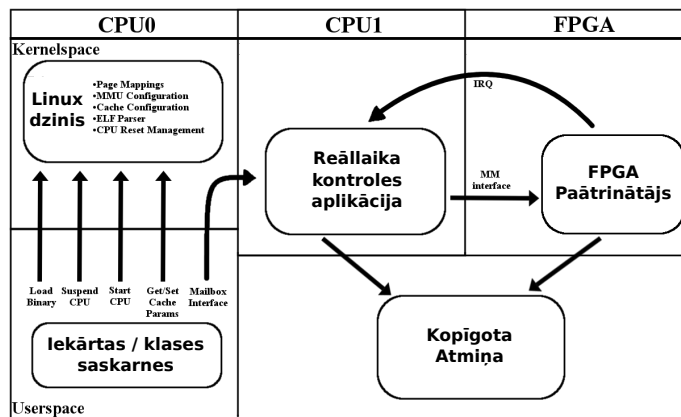 CPU0
CPU1
FPGA
Kernelspace
Linux
dzinis
•Page Mappings
•MMU Configuration
•Cache Configuration
•ELF Parser
•CPU Reset Management
IRQ
Reāllaika
kontroles
aplikācija
MM
interface
FPGA
Paātrinātājs
Load
Binary
Suspend
CPU
Start
CPU
Get/Set
Cache
Params
Mailbox
Interface
Iekārtas / klases
saskarnes
Kopīgota
Atmiņa
Userspace